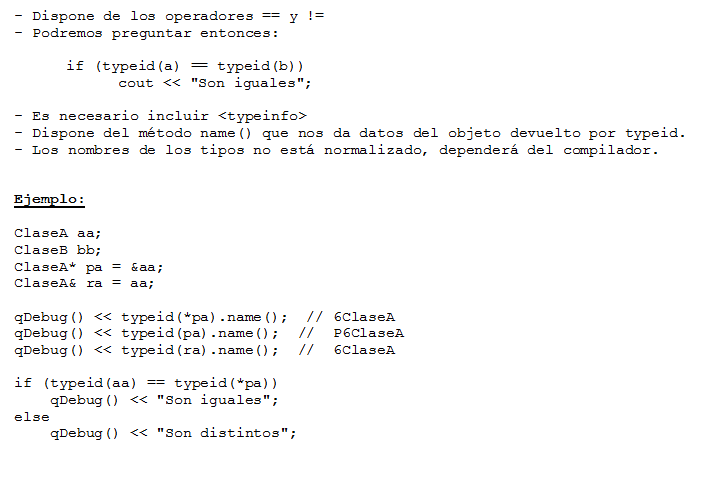 - Dispone de los operadores == y !=
- Podremos preguntar entonces:
if (typeid(a) == typeid(b))
cout << "Son iguales";
- Es necesario incluir <typeinfo>
- Dispone del método name() que nos da datos del objeto devuelto por typeid.
- Los nombres de los tipos no está normalizado, dependerá del compilador.
Ejemplo:
ClaseA aa;
ClaseB bb;
ClaseA* pa = &aa;
ClaseA& ra = aa;
qDebug() << typeid(*pa).name();  // 6ClaseA
qDebug() << typeid(pa).name();  //  P6ClaseA
qDebug() << typeid(ra).name();  //  6ClaseA
if (typeid(aa) == typeid(*pa))
qDebug() << "Son iguales";
else
qDebug() << "Son distintos";